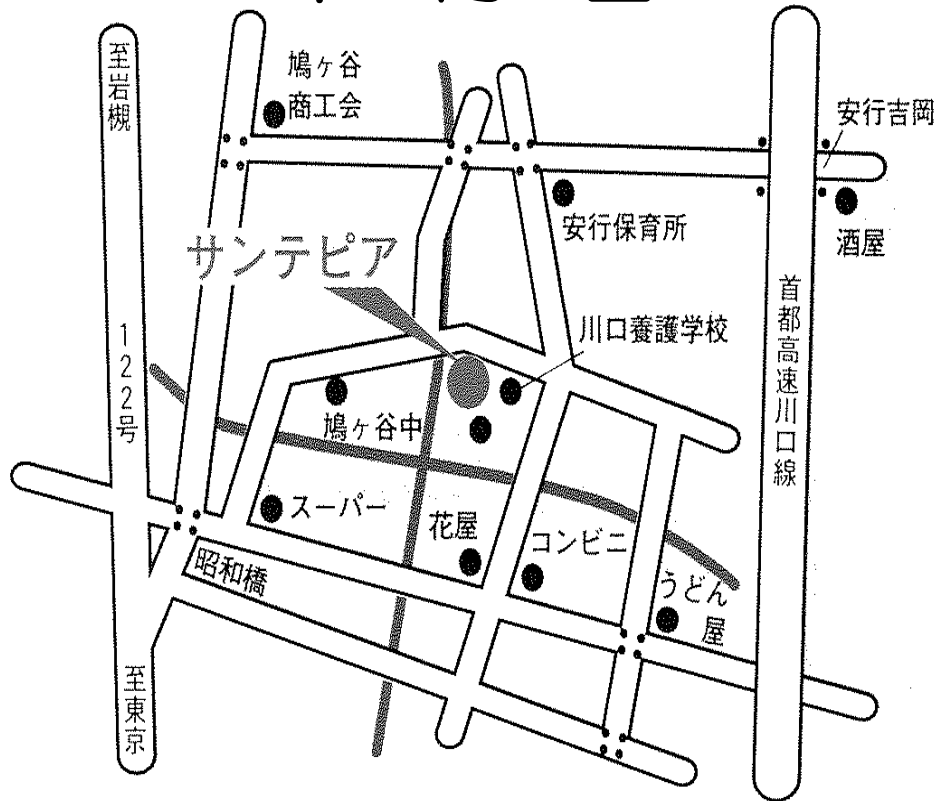 至岩槻
鳩ヶ谷
商工会
安行吉岡
安行保育所
酒屋
サンテピア
川口養護学校
首都高速川口線
122号
鳩ヶ谷中
スーパー
花屋
コンビニ
昭和橋
うどん
屋
至東京